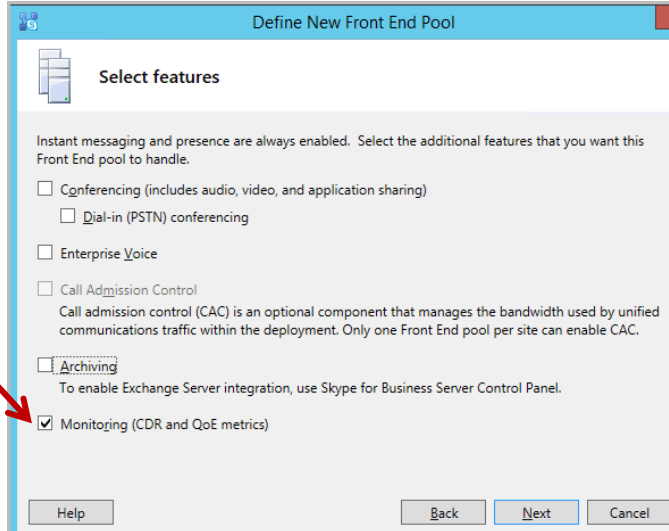 Define New Front End Pool
Select features
Instant messaging and presence are always enabled.  Select the additional features that you want this
Front End pool to handle.
Conferencing (includes audio, video, and application sharing)
Dial-in (PSTN) conferencing
Enterprise Voice
Call Admission Control
Call admission control (CAC) is an optional component that manages the bandwidth used by unified
communications traffic within the deployment. Only one Front End pool per site can enable CAC.
Archiving
To enable Exchange Server integration, use Skype for Business Server Control Panel.
Monitoring (CDR and QoE metrics)
Help Back Next Cancel